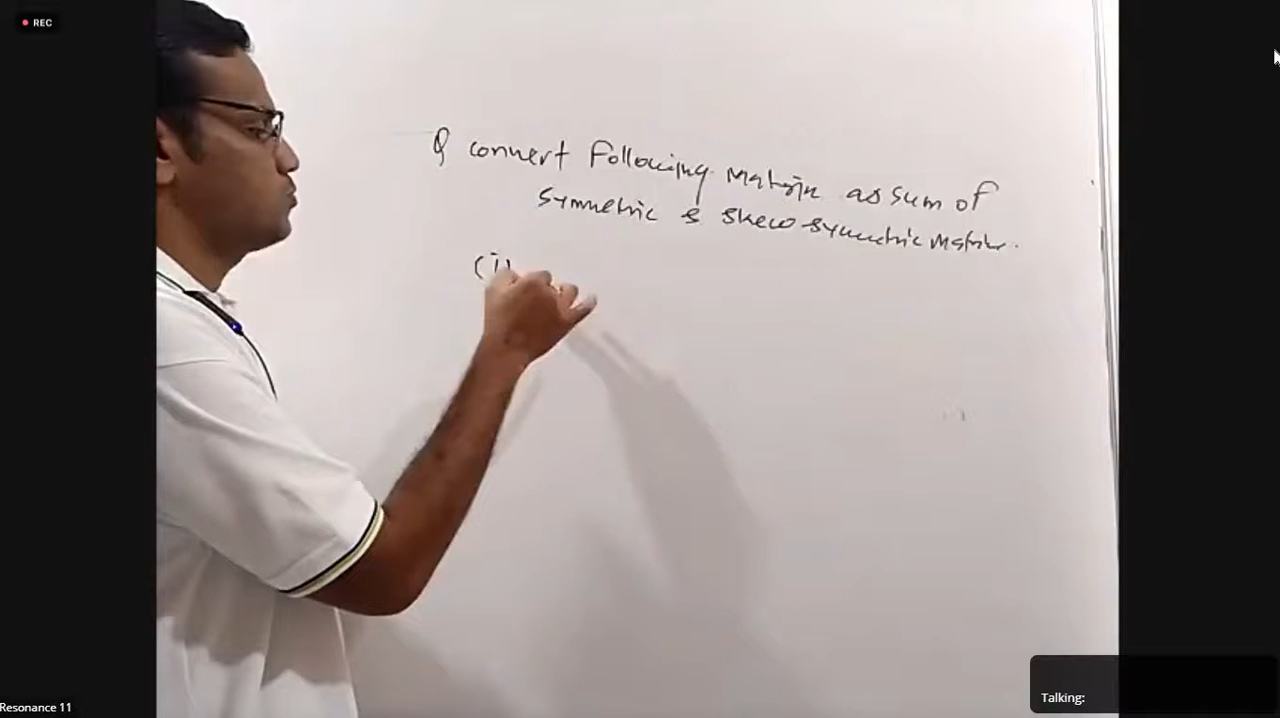 REC
Q convert Following Matrix as sum of
symmetric & skew-symmetric Matrix.
(i)
Resonance 11
Talking: